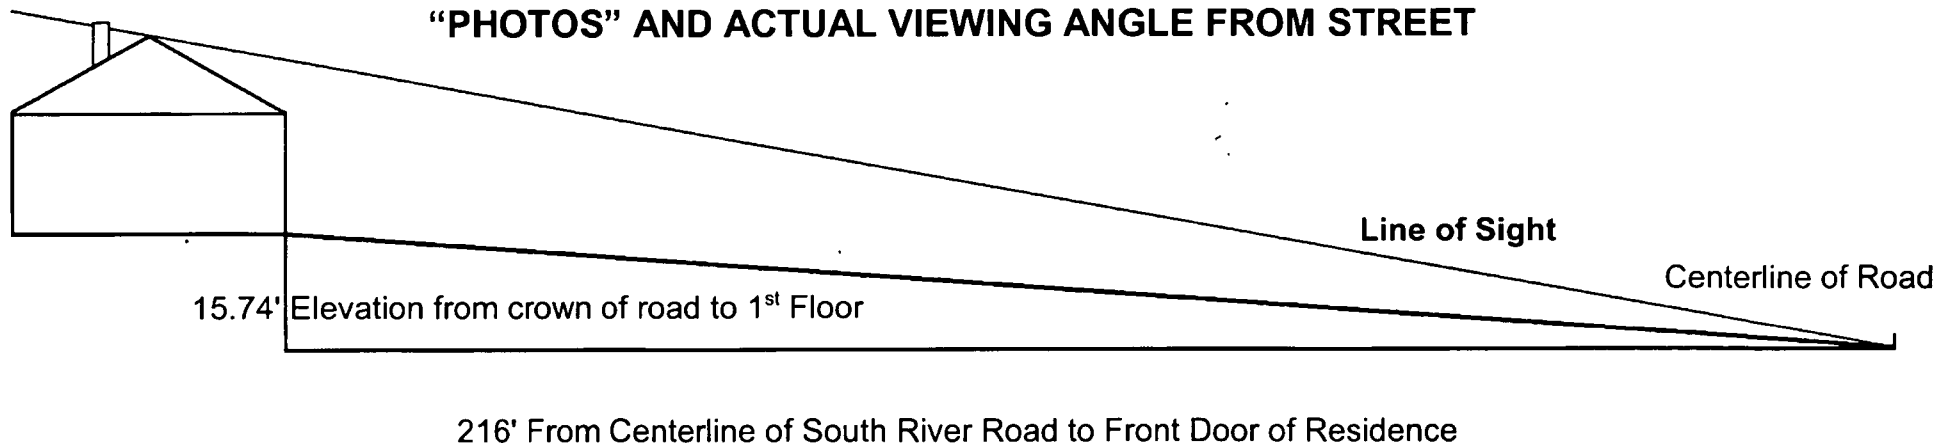 “PHOTOS” AND ACTUAL VIEWING ANGLE FROM STREET
Line of Sight
Centerline of Road
15.74' Elevation from crown of road to 1st Floor
216' From Centerline of South River Road to Front Door of Residence